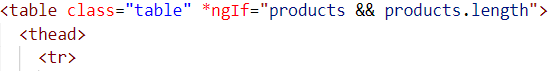 <table class="table" *ngIf="products && products.length">
<thead>
<tr>